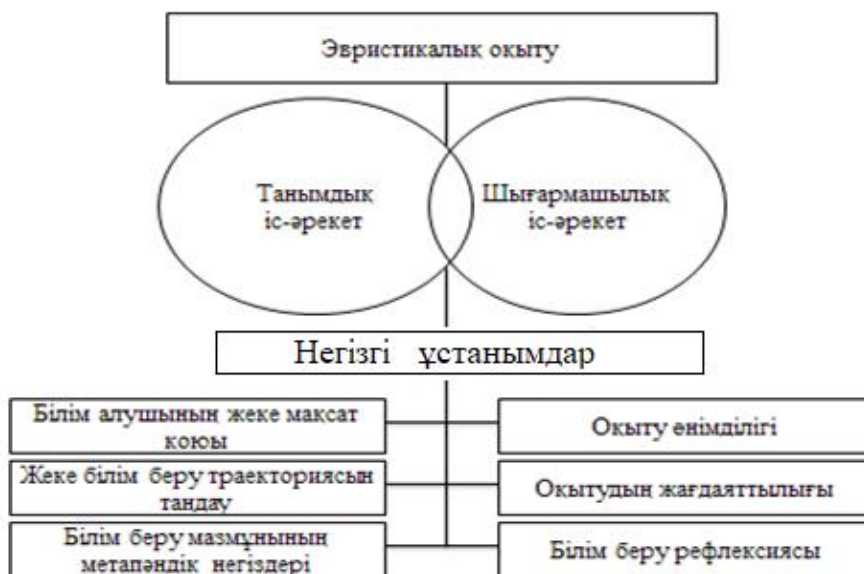 Эвристикалық оқыту
Танымдық
іс-әрекет
Шығармашылық
іс-әрекет
Негізгі ұстанымдар
Білім алушының жеке мақсат
қоюы
Оқыту өнімділігі
Жеке білім беру траекториясын
таңдау
Оқытудың жағдаяттылығы
Білім беру мазмұнының
метапәндік негіздері
Білім беру рефлексиясы